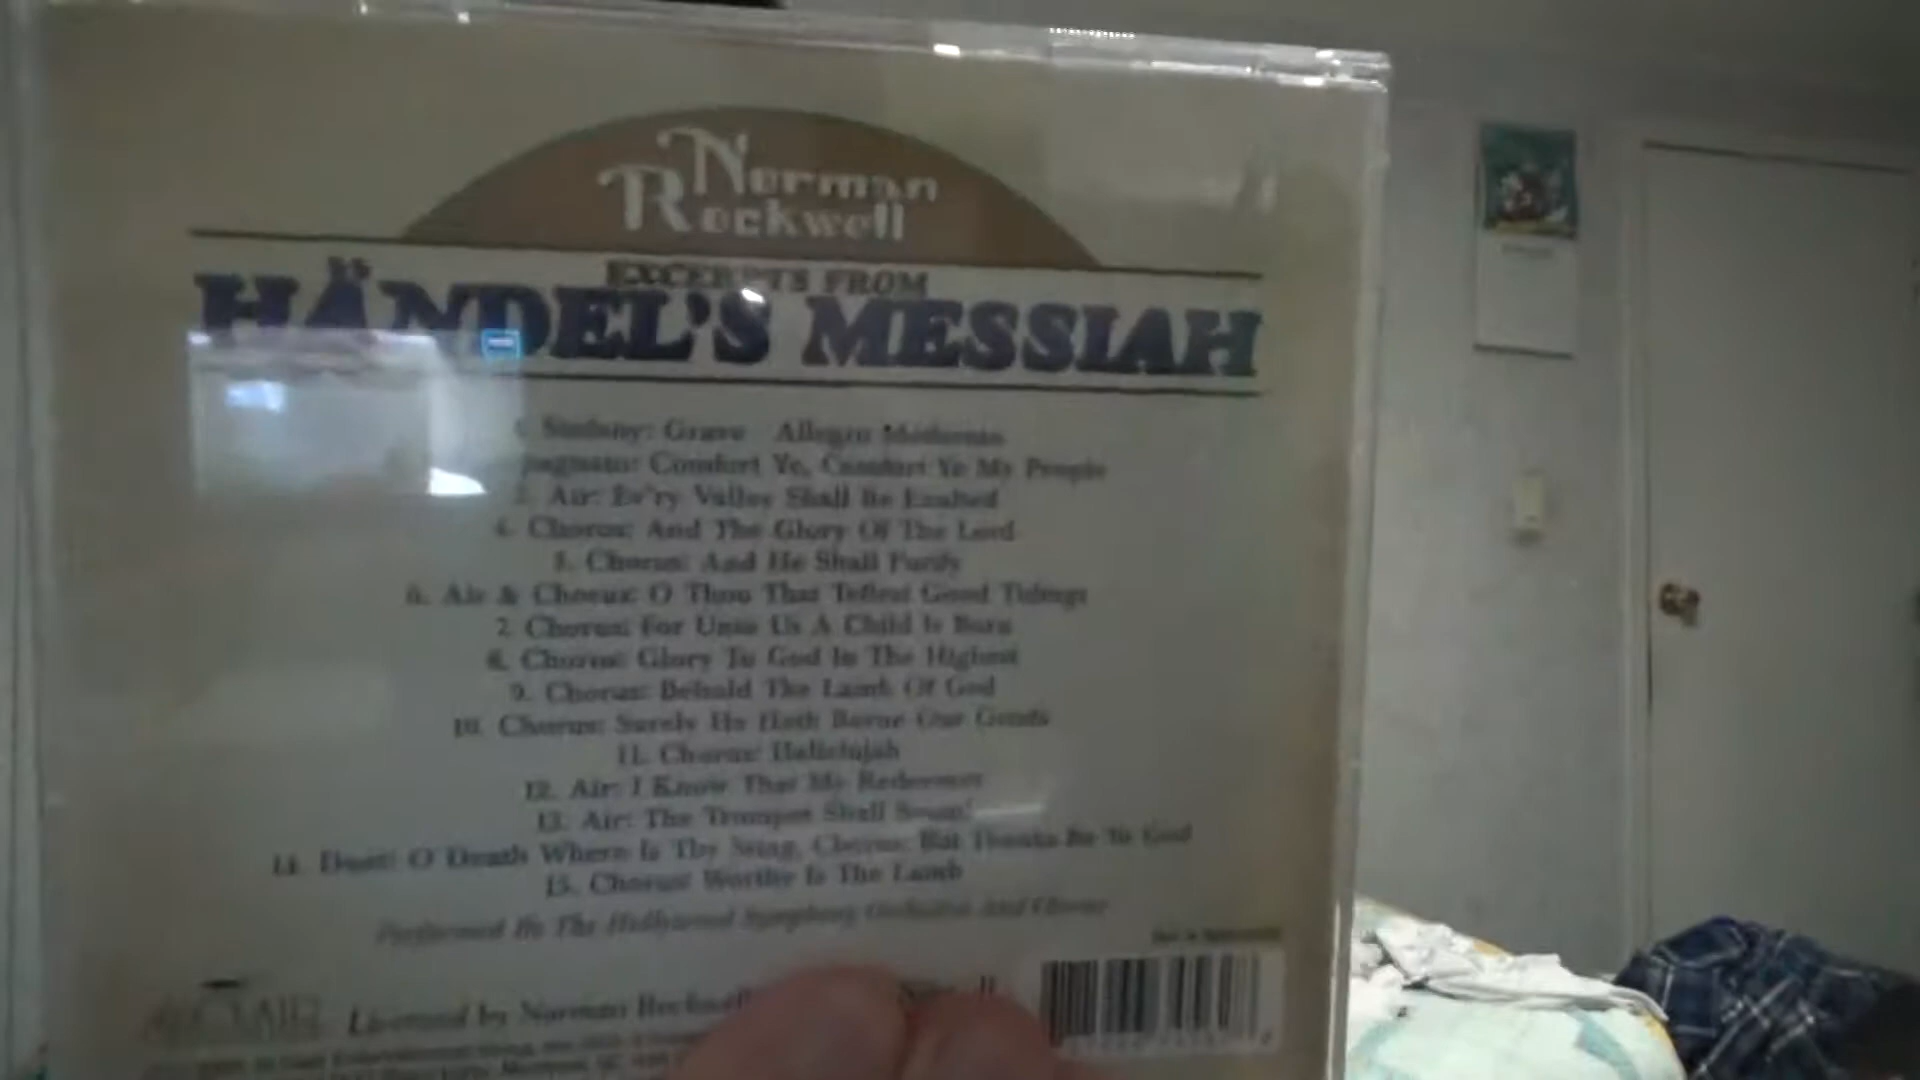 Norman
Rockwell
EXCERPTS FROM
HÄNDEL'S MESSIAH
Sinfony: Grave Allegro Moderato
Comfort Ye, Comfort Ye My People
3. Air: Ev'ry Valley Shall Be Exalted
4. Chorus: And The Glory Of The Lord
5. Chorus: And He Shall Purify
6. Air & Chorus: O Thou That Tellest Good Tidings
7. Chorus: For Unto Us A Child Is Born
8. Chorus: Glory To God In The Highest
9. Chorus: Behold The Lamb Of God
10. Chorus: Surely He Hath Borne Our Griefs
11. Chorus: Hallelujah
12. Air: I Know That My Redeemer
13. Air: The Trumpet Shall Sound
14. Duet: O Death Where Is Thy Sting, Chorus: But Thanks Be To God
15. Chorus: Worthy Is The Lamb
Performed By The Hollywood Symphony Orchestra And Chorus
Licensed by Norman Rockwell